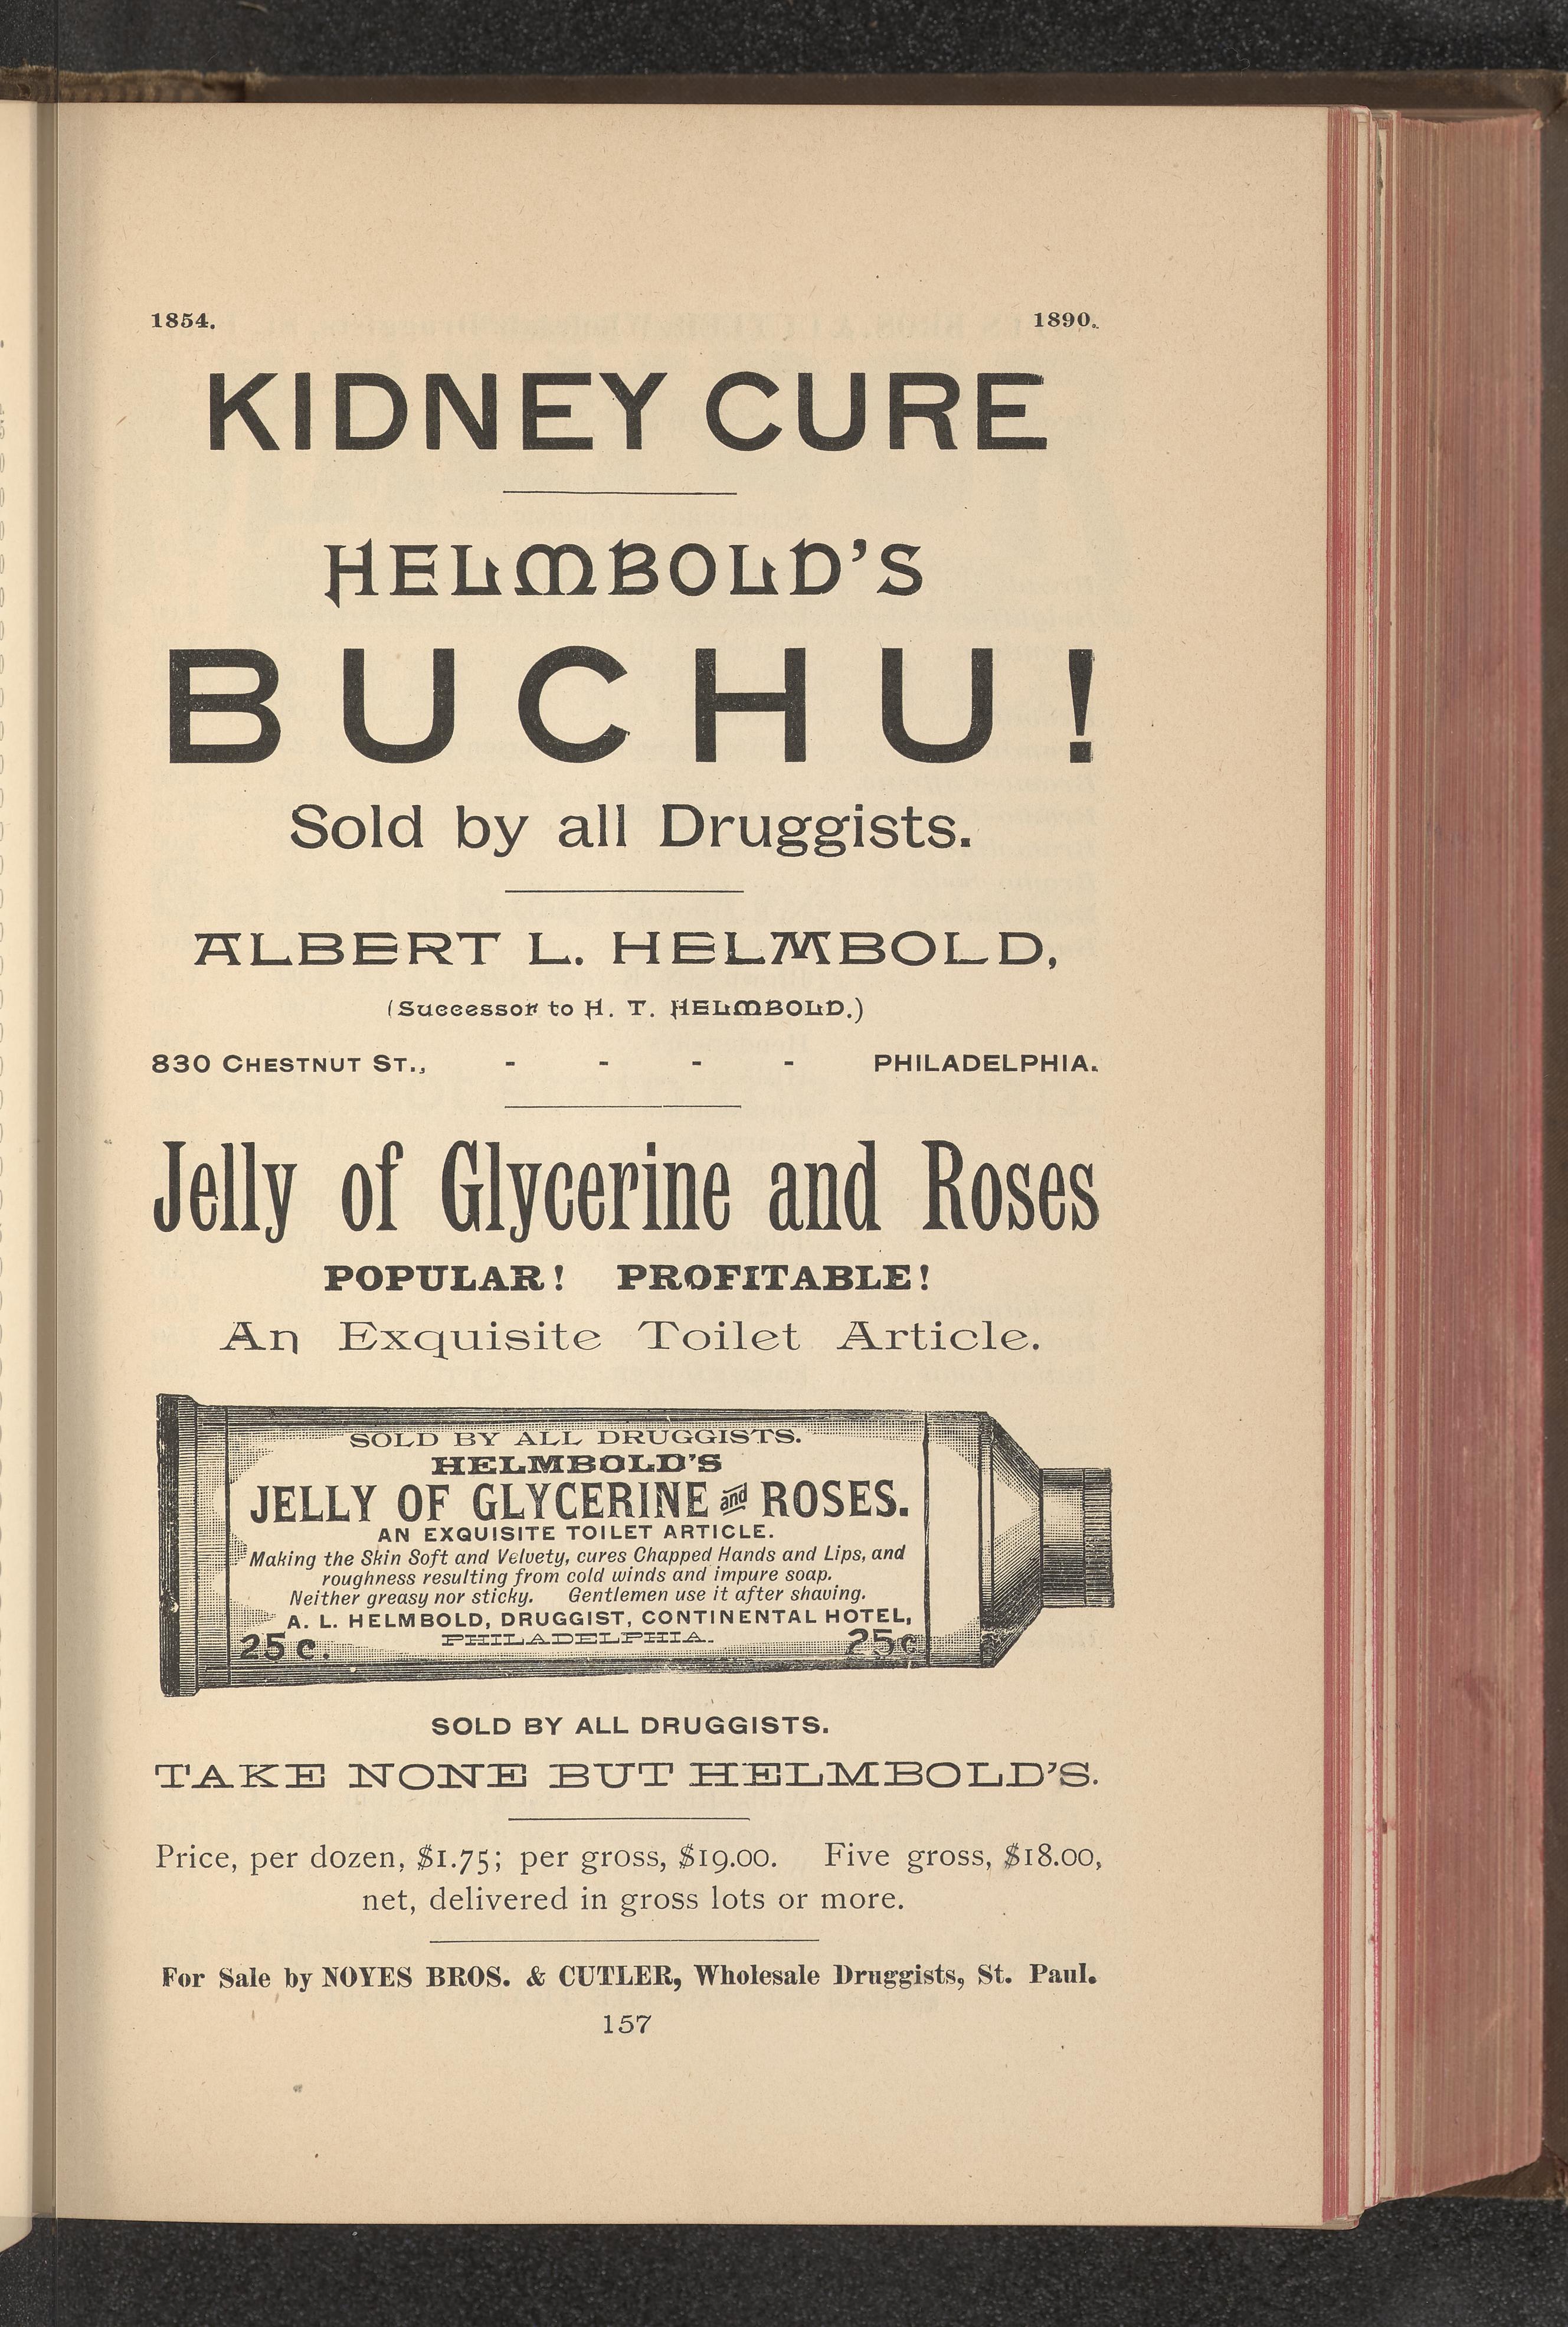 1854. 1890.
KIDNEY CURE
HELMBOLD'S
BUCHU!
Sold by all Druggists.
ALBERT L. HELMBOLD,
(Successor to H. T. HELMBOLD.)
830 CHESTNUT ST., - - - - PHILADELPHIA.
Jelly of Glycerine and Roses
POPULAR! PROFITABLE!
An Exquisite Toilet Article.
SOLD BY ALL DRUGGISTS.
HELMBOLD'S
JELLY OF GLYCERINE and ROSES.
AN EXQUISITE TOILET ARTICLE.
Making the Skin Soft and Velvety, cures Chapped Hands and Lips, and
roughness resulting from cold winds and impure soap.
Neither greasy nor sticky. Gentlemen use it after shaving.
A. L. HELMBOLD, DRUGGIST, CONTINENTAL HOTEL,
25c. PHILADELPHIA. 25c
SOLD BY ALL DRUGGISTS.
TAKE NONE BUT HELMBOLD'S.
Price, per dozen, $1.75; per gross, $19.00. Five gross, $18.00,
net, delivered in gross lots or more.
For Sale by NOYES BROS. & CUTLER, Wholesale Druggists, St. Paul.
157